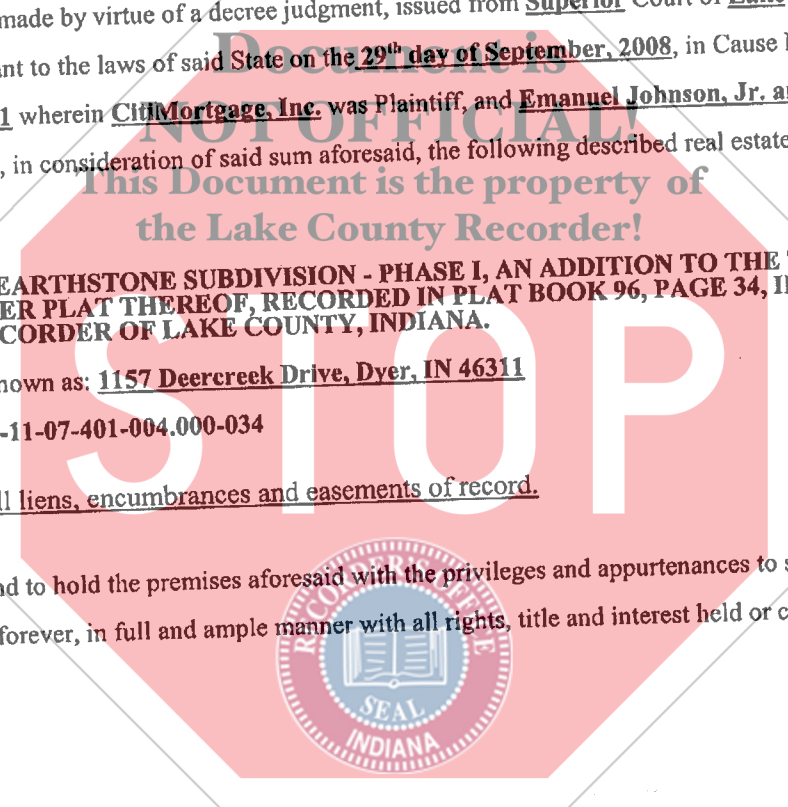 made by virtue of a decree judgment, issued from Superior Court of Lake
Document is
nt to the laws of said State on the 29th day of September, 2008, in Cause
NOT OFFICIAL!
1 wherein CitiMortgage, Inc. was Plaintiff, and Emanuel Johnson, Jr. a
, in consideration of said sum aforesaid, the following described real estate
This Document is the property of
the Lake County Recorder!
EARTHSTONE SUBDIVISION - PHASE I, AN ADDITION TO THE
ER PLAT THEREOF, RECORDED IN PLAT BOOK 96, PAGE 34, I
CORDER OF LAKE COUNTY, INDIANA.
nown as: 1157 Deercreek Drive, Dyer, IN 46311
-11-07-401-004.000-034
STOP
ll liens, encumbrances and easements of record.
nd to hold the premises aforesaid with the privileges and appurtenances to s
forever, in full and ample manner with all rights, title and interest held or c
RECORDER'S OFFICE
SEAL
INDIANA